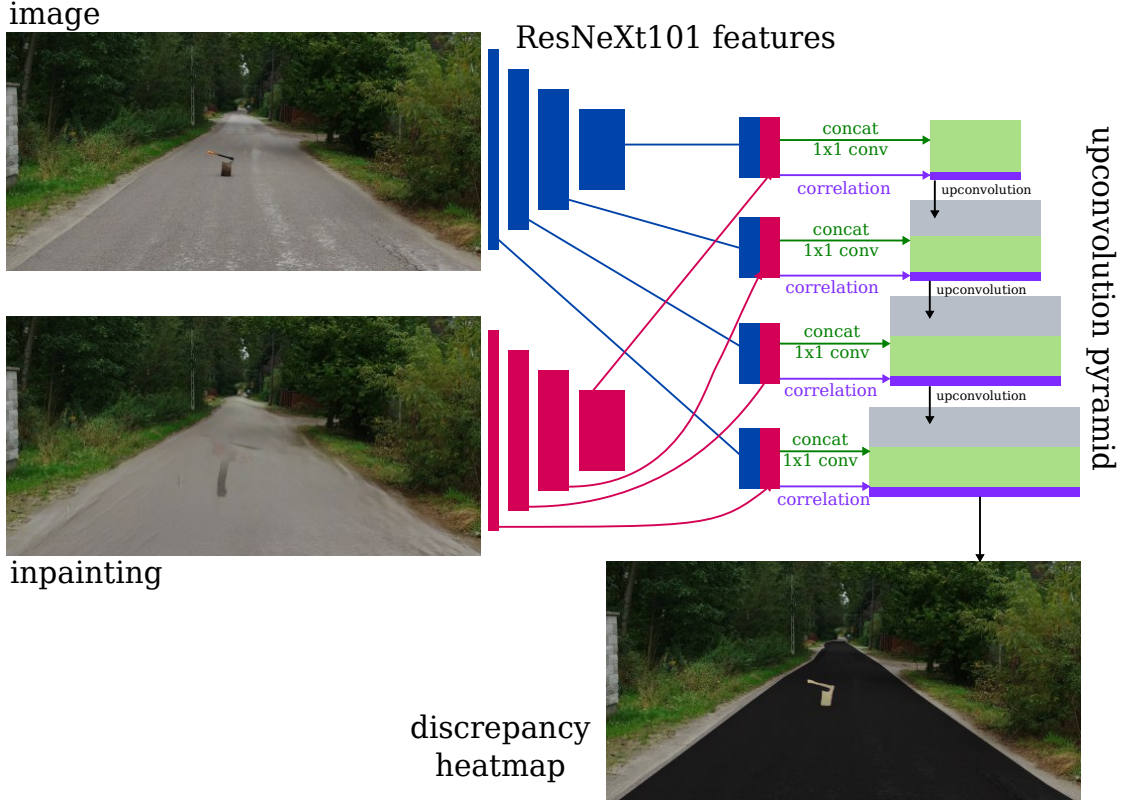 image
ResNeXt101 features
concat
1x1 conv
correlation
upconvolution
concat
1x1 conv
correlation
upconvolution
concat
1x1 conv
correlation
upconvolution
concat
1x1 conv
correlation
upconvolution pyramid
inpainting
discrepancy
heatmap